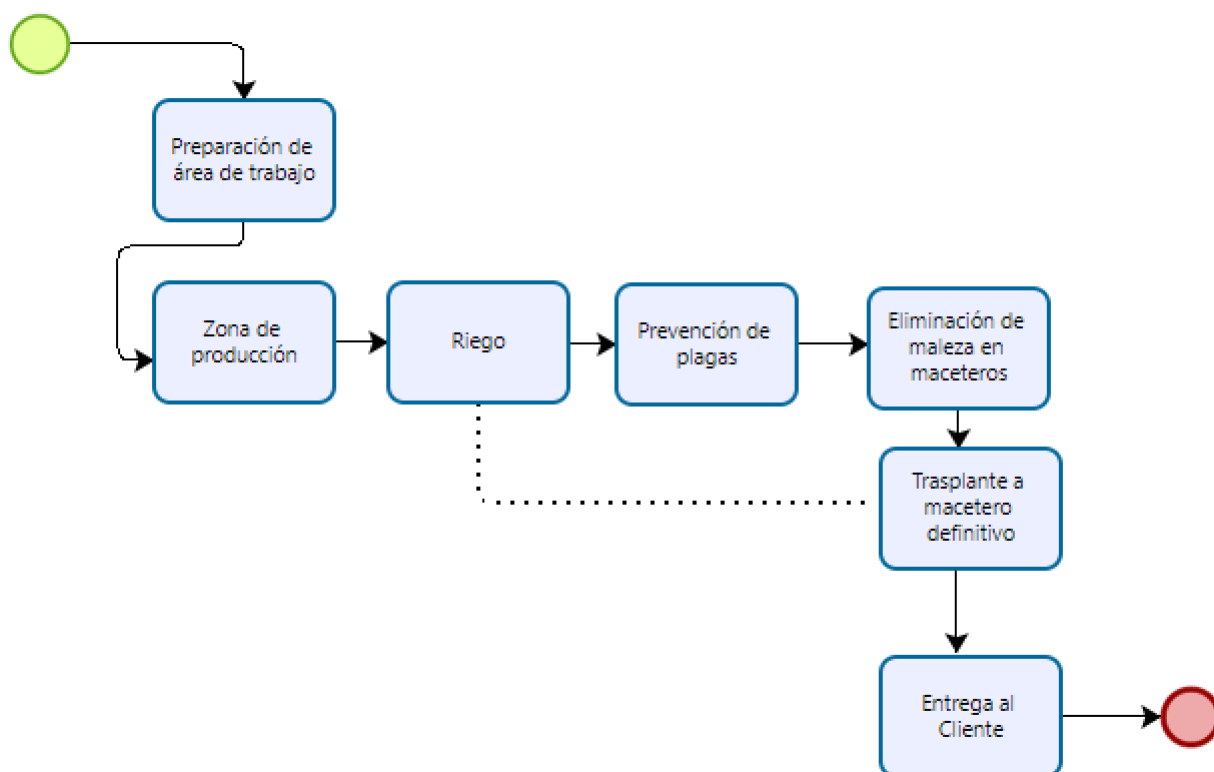 Preparación de
área de trabajo
Zona de
producción
Riego
Prevención de
plagas
Eliminación de
maleza en
maceteros
Trasplante a
macetero
definitivo
Entrega al
Cliente